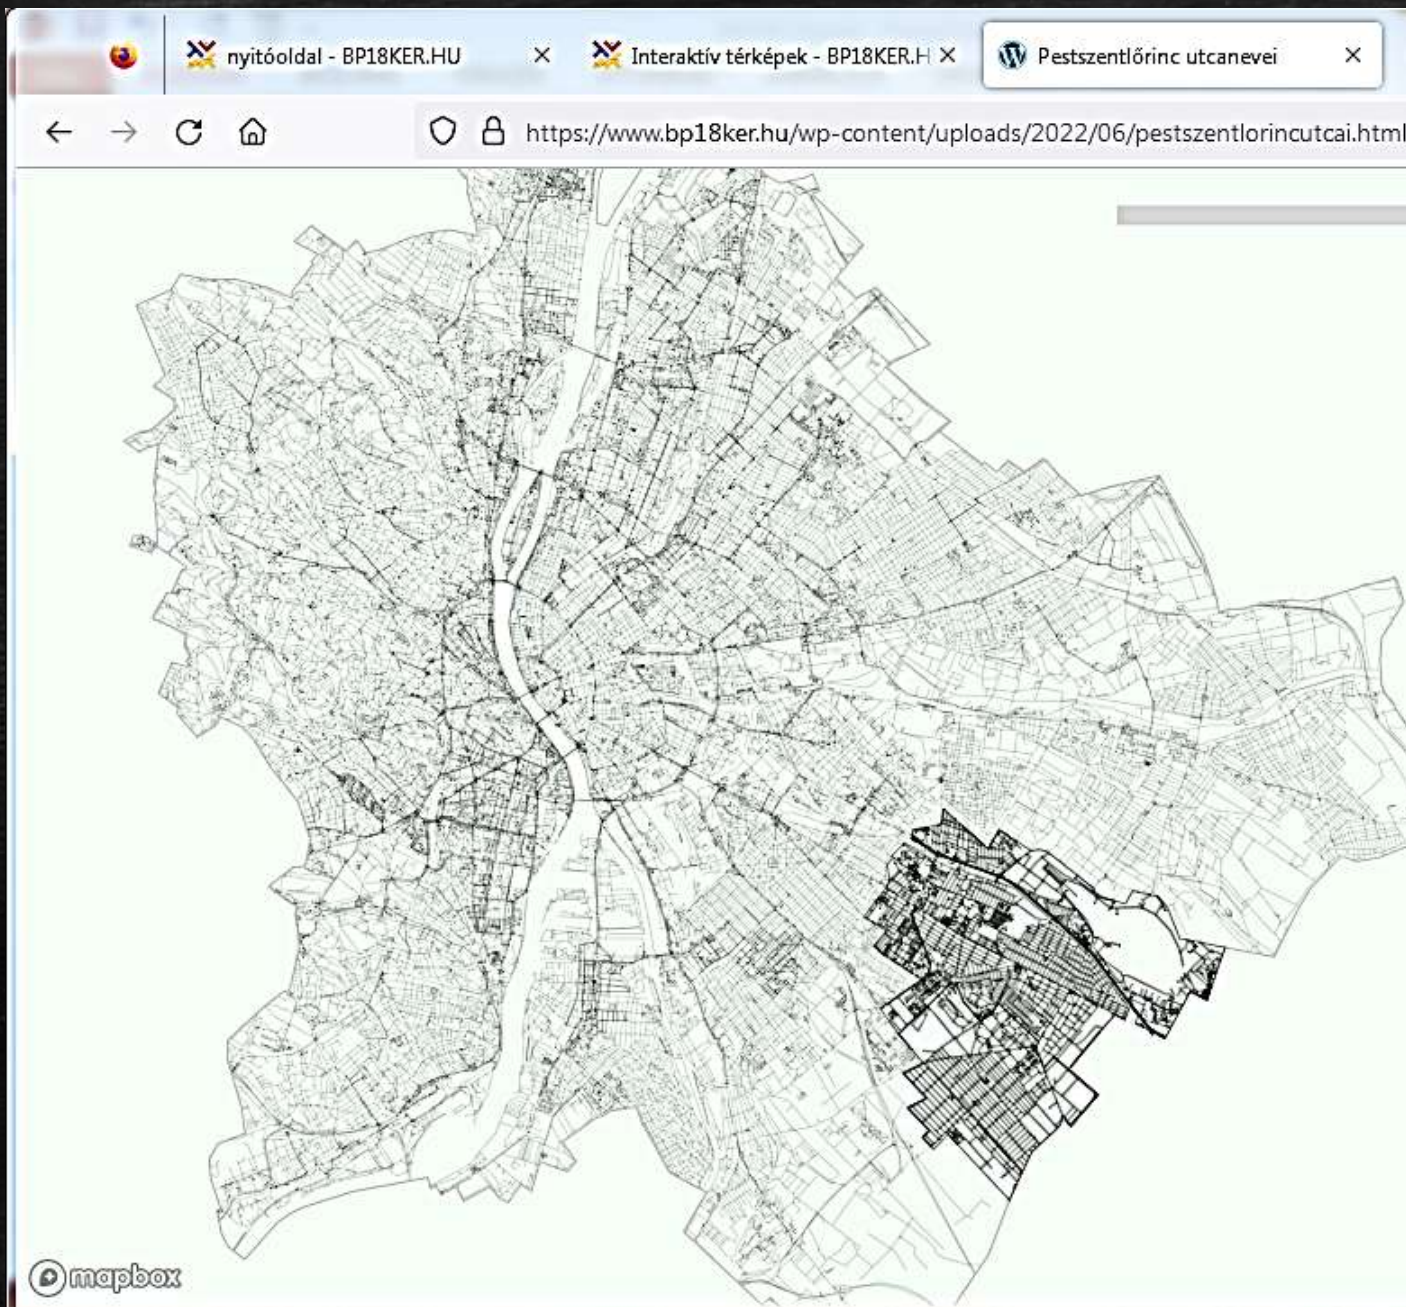 nyitóoldal - BP18KER.HU
Interaktív térképek - BP18KER.H
Pestszentlőrinc utcanevei
https://www.bp18ker.hu/wp-content/uploads/2022/06/pestszentlorincutcai.html
mapbox